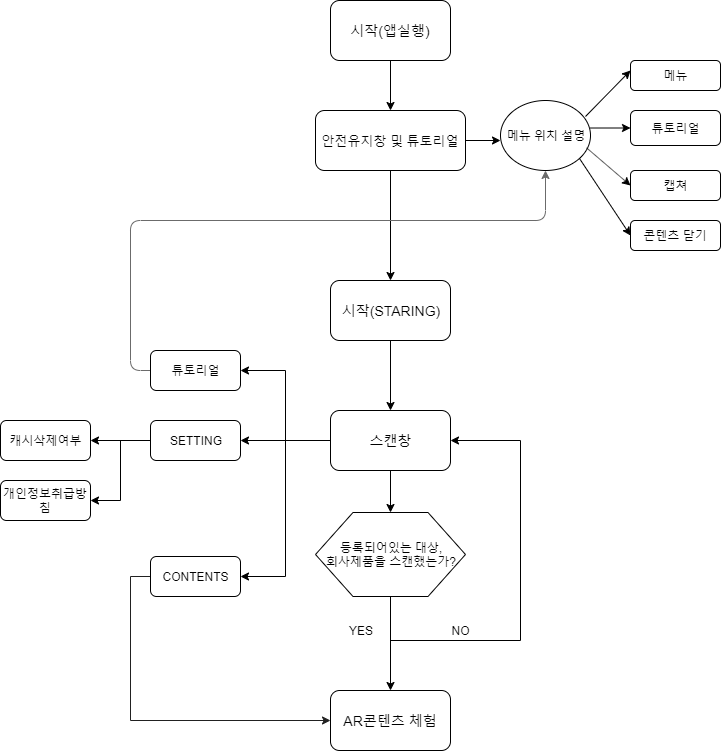 시작(앱실행)
안전유지창 및 튜토리얼
메뉴 위치 설명
메뉴
튜토리얼
캡쳐
콘텐츠 닫기
시작(STARING)
튜토리얼
스캔창
SETTING
캐시삭제여부
개인정보취급방
침
등록되어있는 대상,
회사제품을 스캔했는가?
CONTENTS
YES
NO
AR콘텐츠 체험